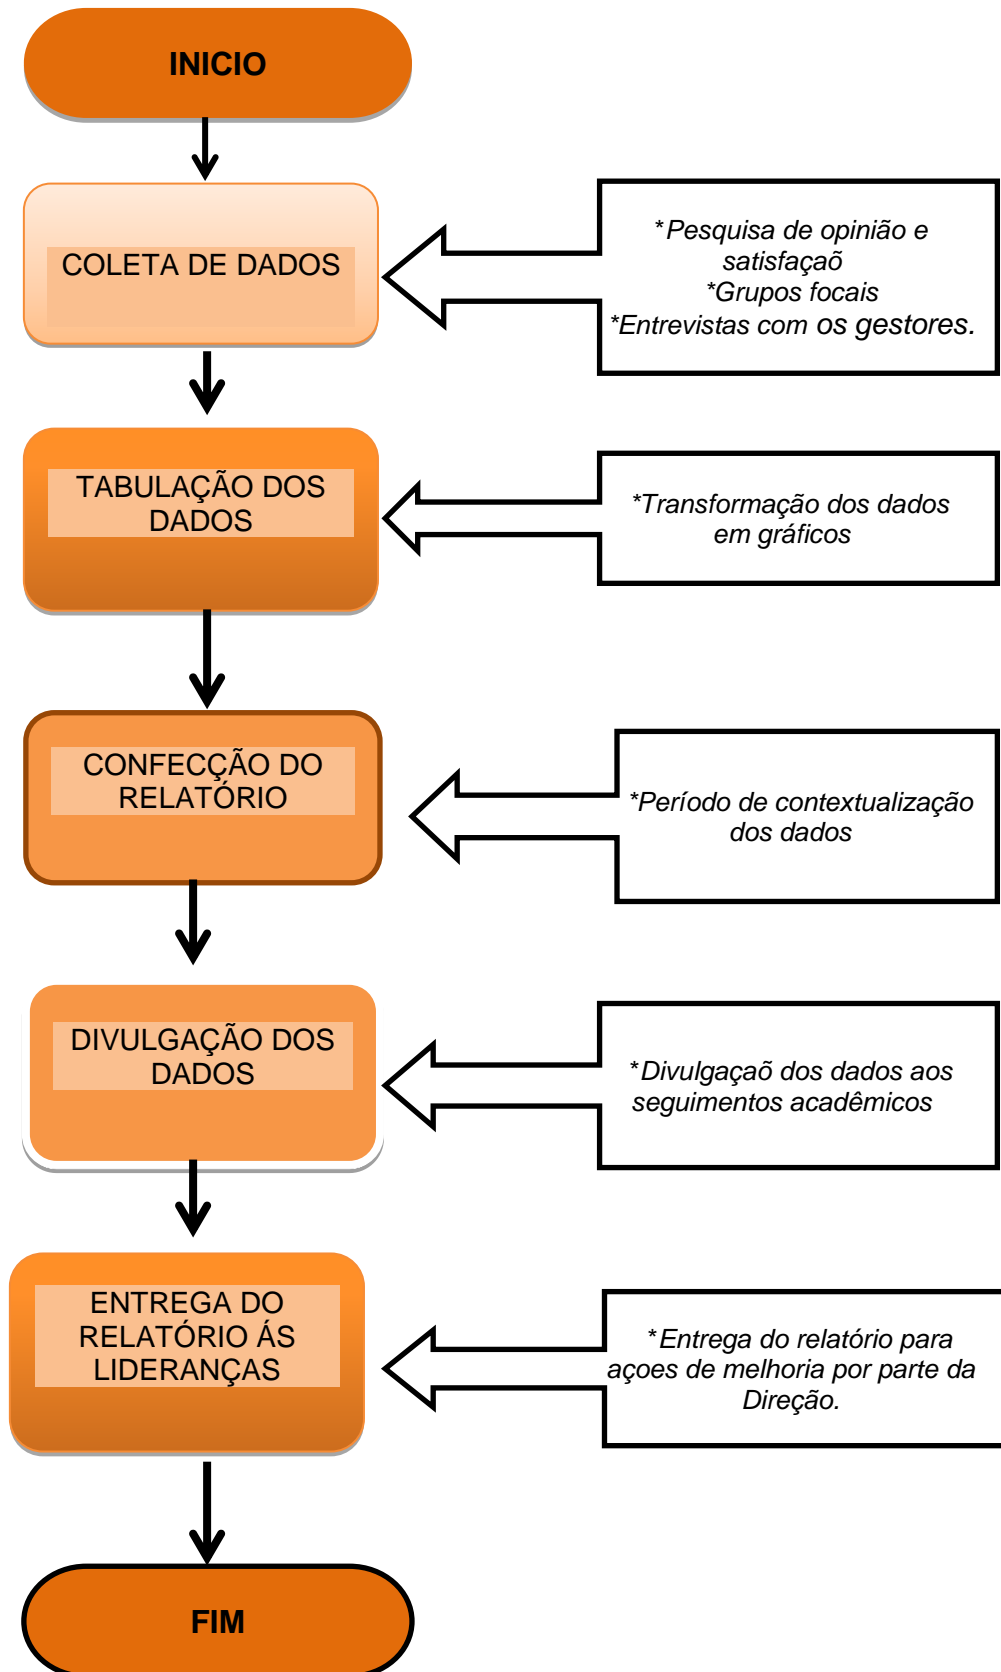 INICIO
COLETA DE DADOS
*Pesquisa de opinião e
satisfaçaõ
*Grupos focais
*Entrevistas com os gestores.
TABULAÇÃO DOS
DADOS
*Transformação dos dados
em gráficos
CONFECÇÃO DO
RELATÓRIO
*Período de contextualização
dos dados
DIVULGAÇÃO DOS
DADOS
*Divulgaçaõ dos dados aos
seguimentos acadêmicos
ENTREGA DO
RELATÓRIO ÁS
LIDERANÇAS
*Entrega do relatório para
açoes de melhoria por parte da
Direção.
FIM